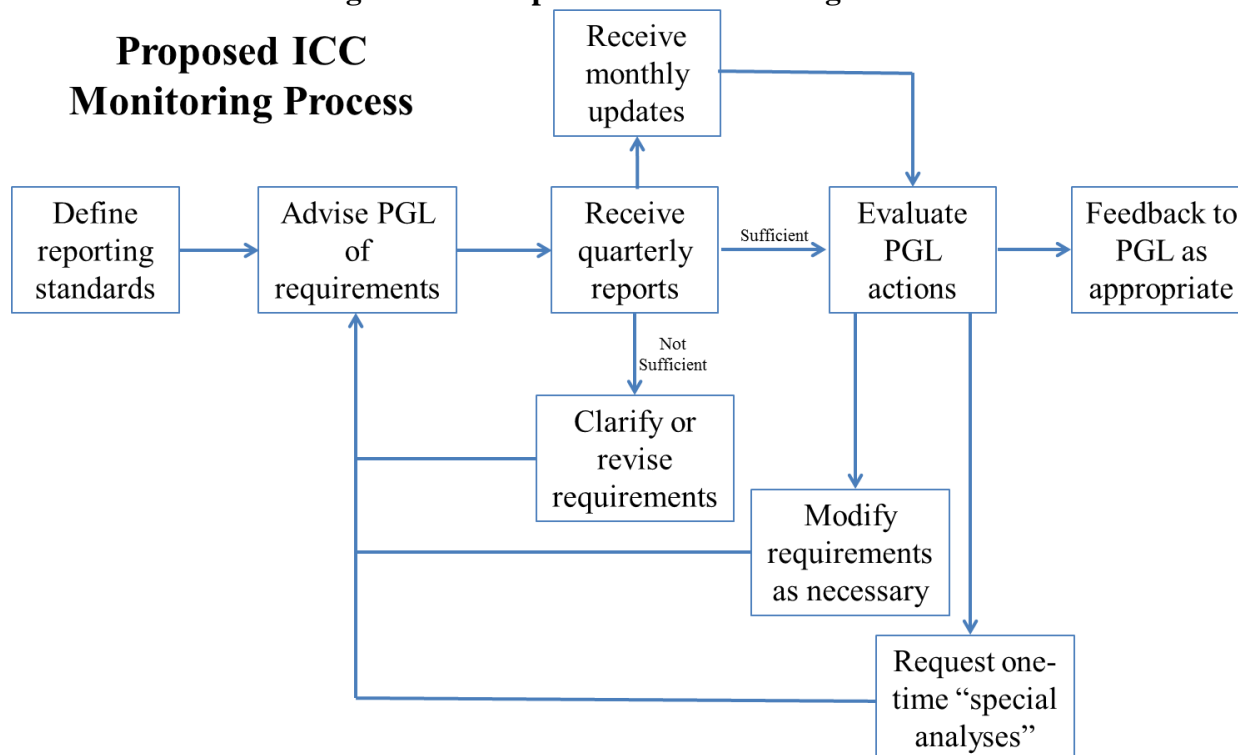 Proposed ICC
Monitoring Process
Receive
monthly
updates
Define
reporting
standards
Advise PGL
of
requirements
Receive
quarterly
reports
Sufficient
Evaluate
PGL
actions
Feedback to
PGL as
appropriate
Not
Sufficient
Clarify or
revise
requirements
Modify
requirements
as necessary
Request one-
time “special
analyses”